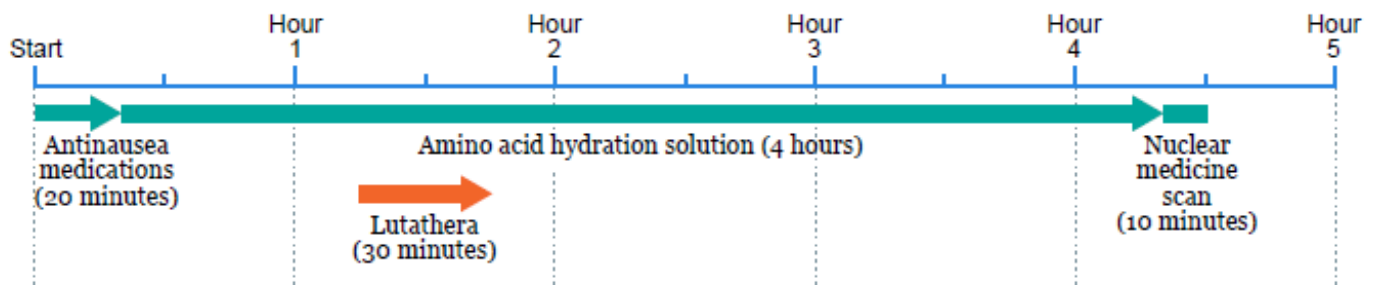 Start
Hour
1
Hour
2
Hour
3
Hour
4
Hour
5
Antinausea
medications
(20 minutes)
Amino acid hydration solution (4 hours)
Nuclear
medicine
scan
(10 minutes)
Lutathera
(30 minutes)